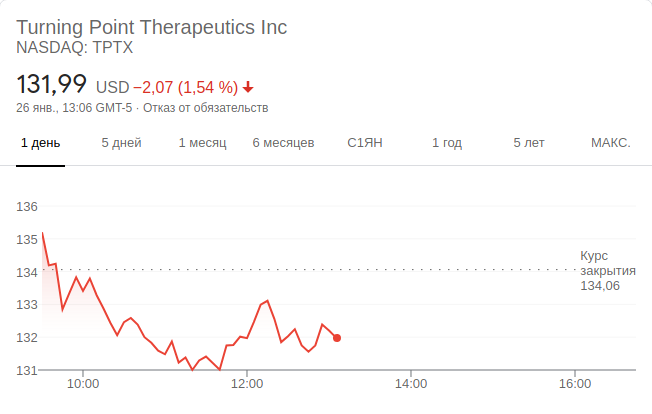 Turning Point Therapeutics Inc
NASDAQ: TPTX
131,99 USD −2,07 (1,54 %)
26 янв., 13:06 GMT-5 · Отказ от обязательств
1 день 5 дней 1 месяц 6 месяцев С1ЯН 1 год 5 лет МАКС.
136
135
134
133
132
131
Курс
закрытия
134,06
10:00 12:00 14:00 16:00